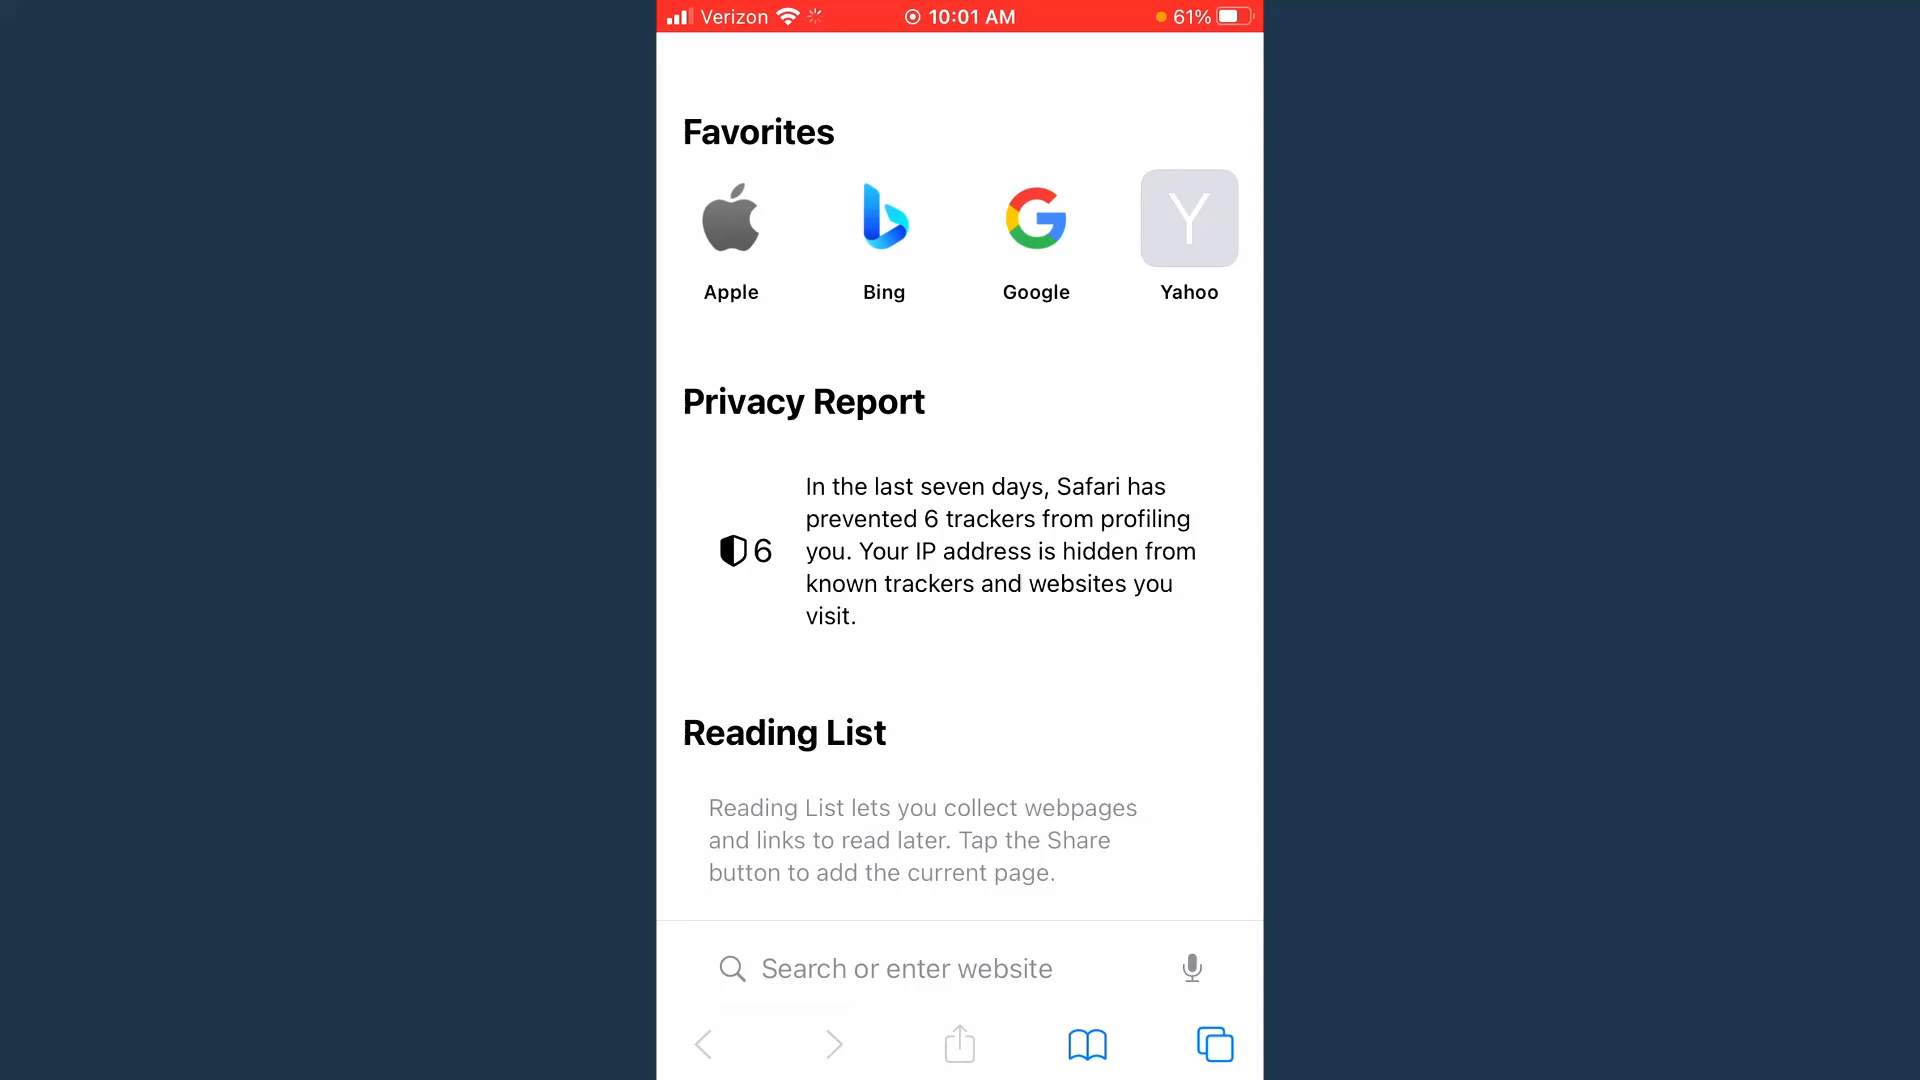 Verizon 10:01 AM 61%
Favorites
Y
Apple Bing Google Yahoo
Privacy Report
In the last seven days, Safari has
prevented 6 trackers from profiling
6 you. Your IP address is hidden from
known trackers and websites you
visit.
Reading List
Reading List lets you collect webpages
and links to read later. Tap the Share
button to add the current page.
Search or enter website